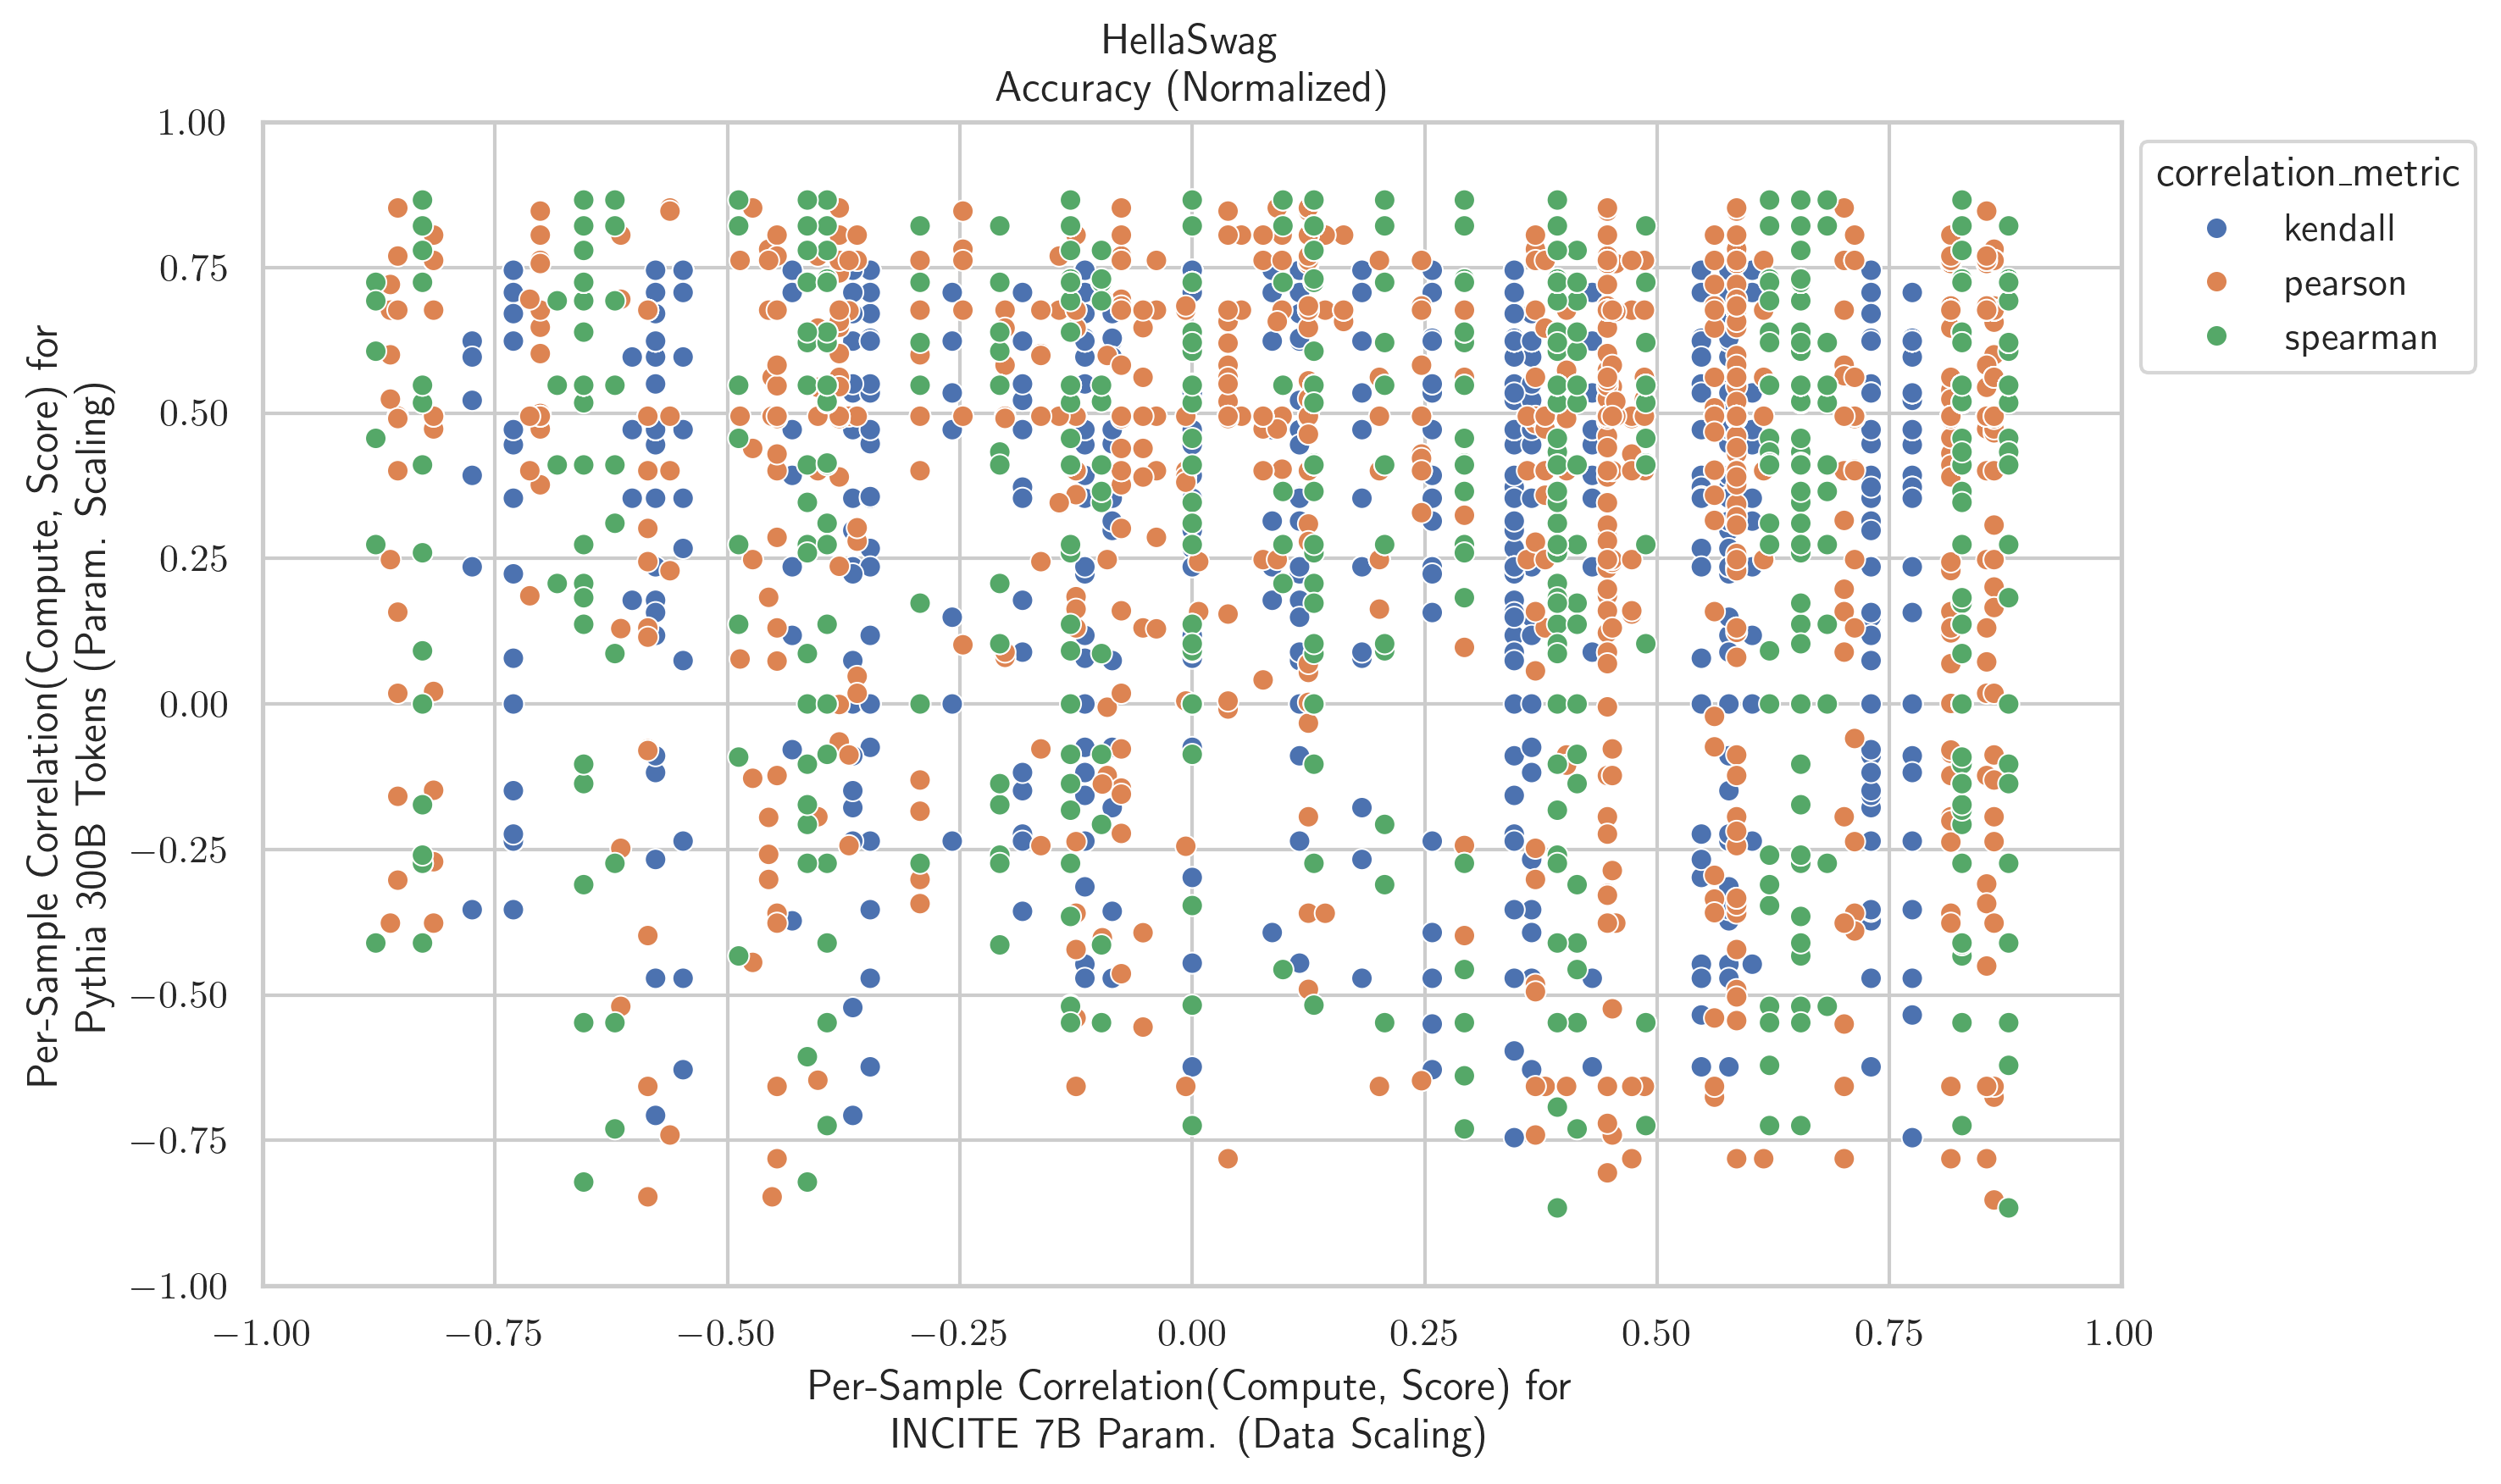 HellaSwag
Accuracy (Normalized)
Per-Sample Correlation(Compute, Score) for
Pythia 300B Tokens (Param. Scaling)
1.00
0.75
0.50
0.25
0.00
−0.25
−0.50
−0.75
−1.00
−1.00
−0.75
−0.50
−0.25
0.00
0.25
0.50
0.75
1.00
Per-Sample Correlation(Compute, Score) for
INCITE 7B Param. (Data Scaling)
correlation_metric
kendall
pearson
spearman